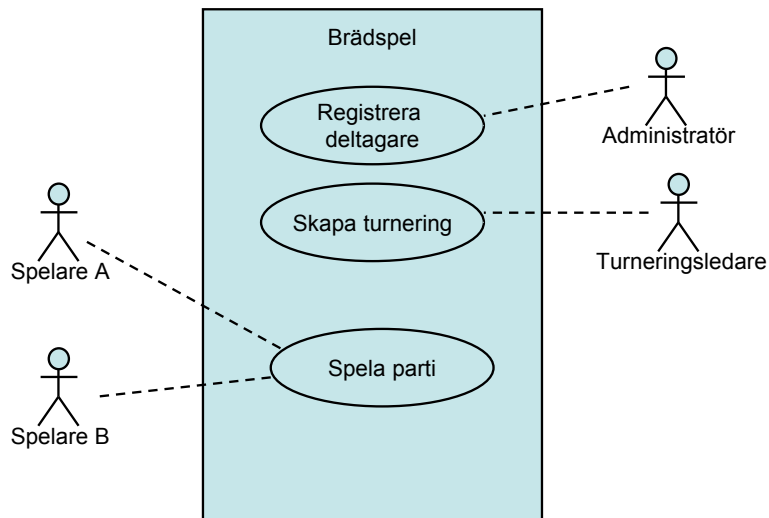 Brädspel
Registrera
deltagare
Administratör
Skapa turnering
Turneringsledare
Spelare A
Spela parti
Spelare B